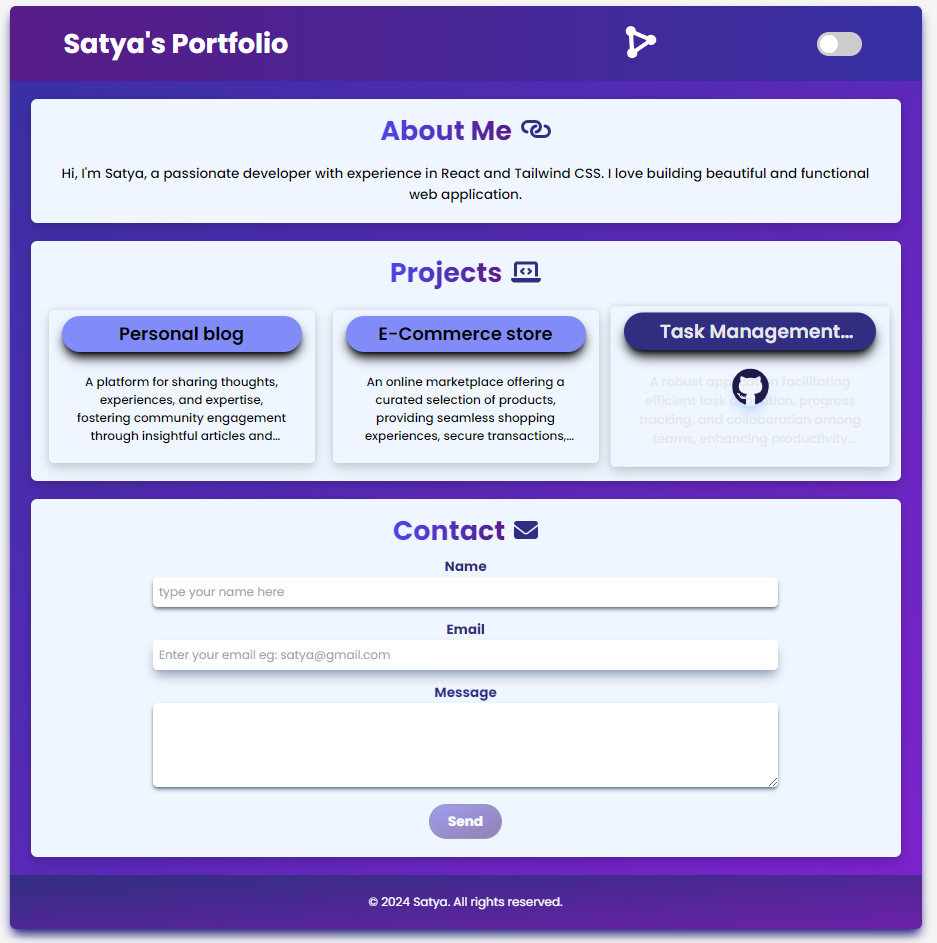 Satya's Portfolio
About Me
Hi, I'm Satya, a passionate developer with experience in React and Tailwind CSS. I love building beautiful and functional
web application.
Projects
Personal blog
A platform for sharing thoughts,
experiences, and expertise,
fostering community engagement
through insightful articles and...
E-Commerce store
An online marketplace offering a
curated selection of products,
providing seamless shopping
experiences, secure transactions,...
Task Management...
A robust facilitating
efficient task progress
tracking, and collaboration among
teams, enhancing productivity...
Contact
Name
type your name here
Email
Enter your email eg: satya@gmail.com
Message
Send
© 2024 Satya. All rights reserved.